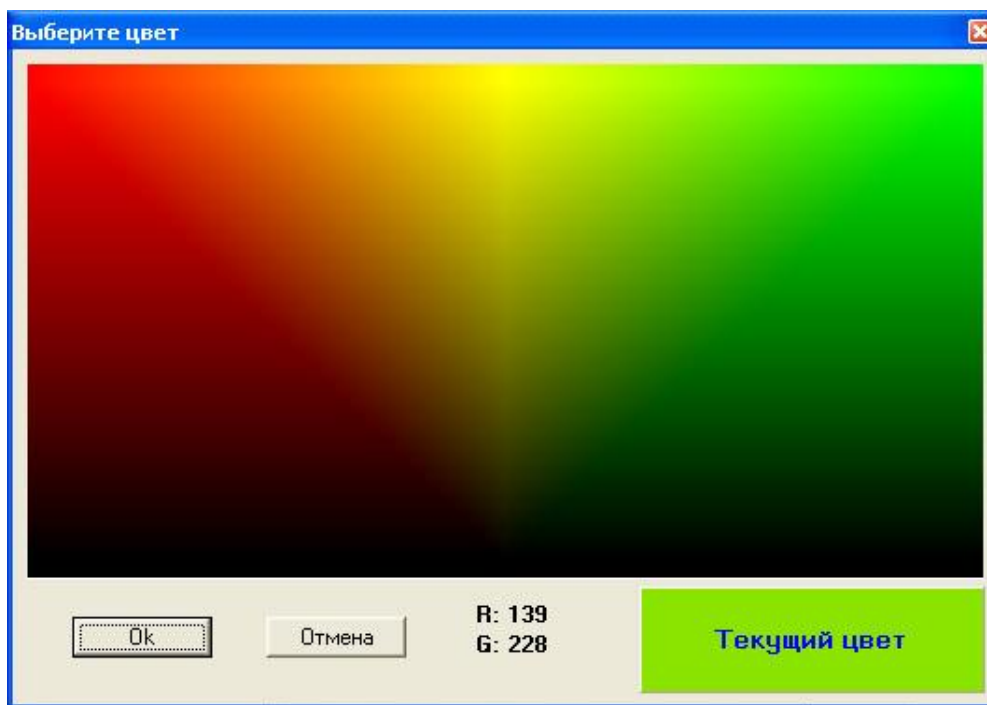 Выберите цвет
Ok
Отмена
R: 139
G: 228
Текущий цвет